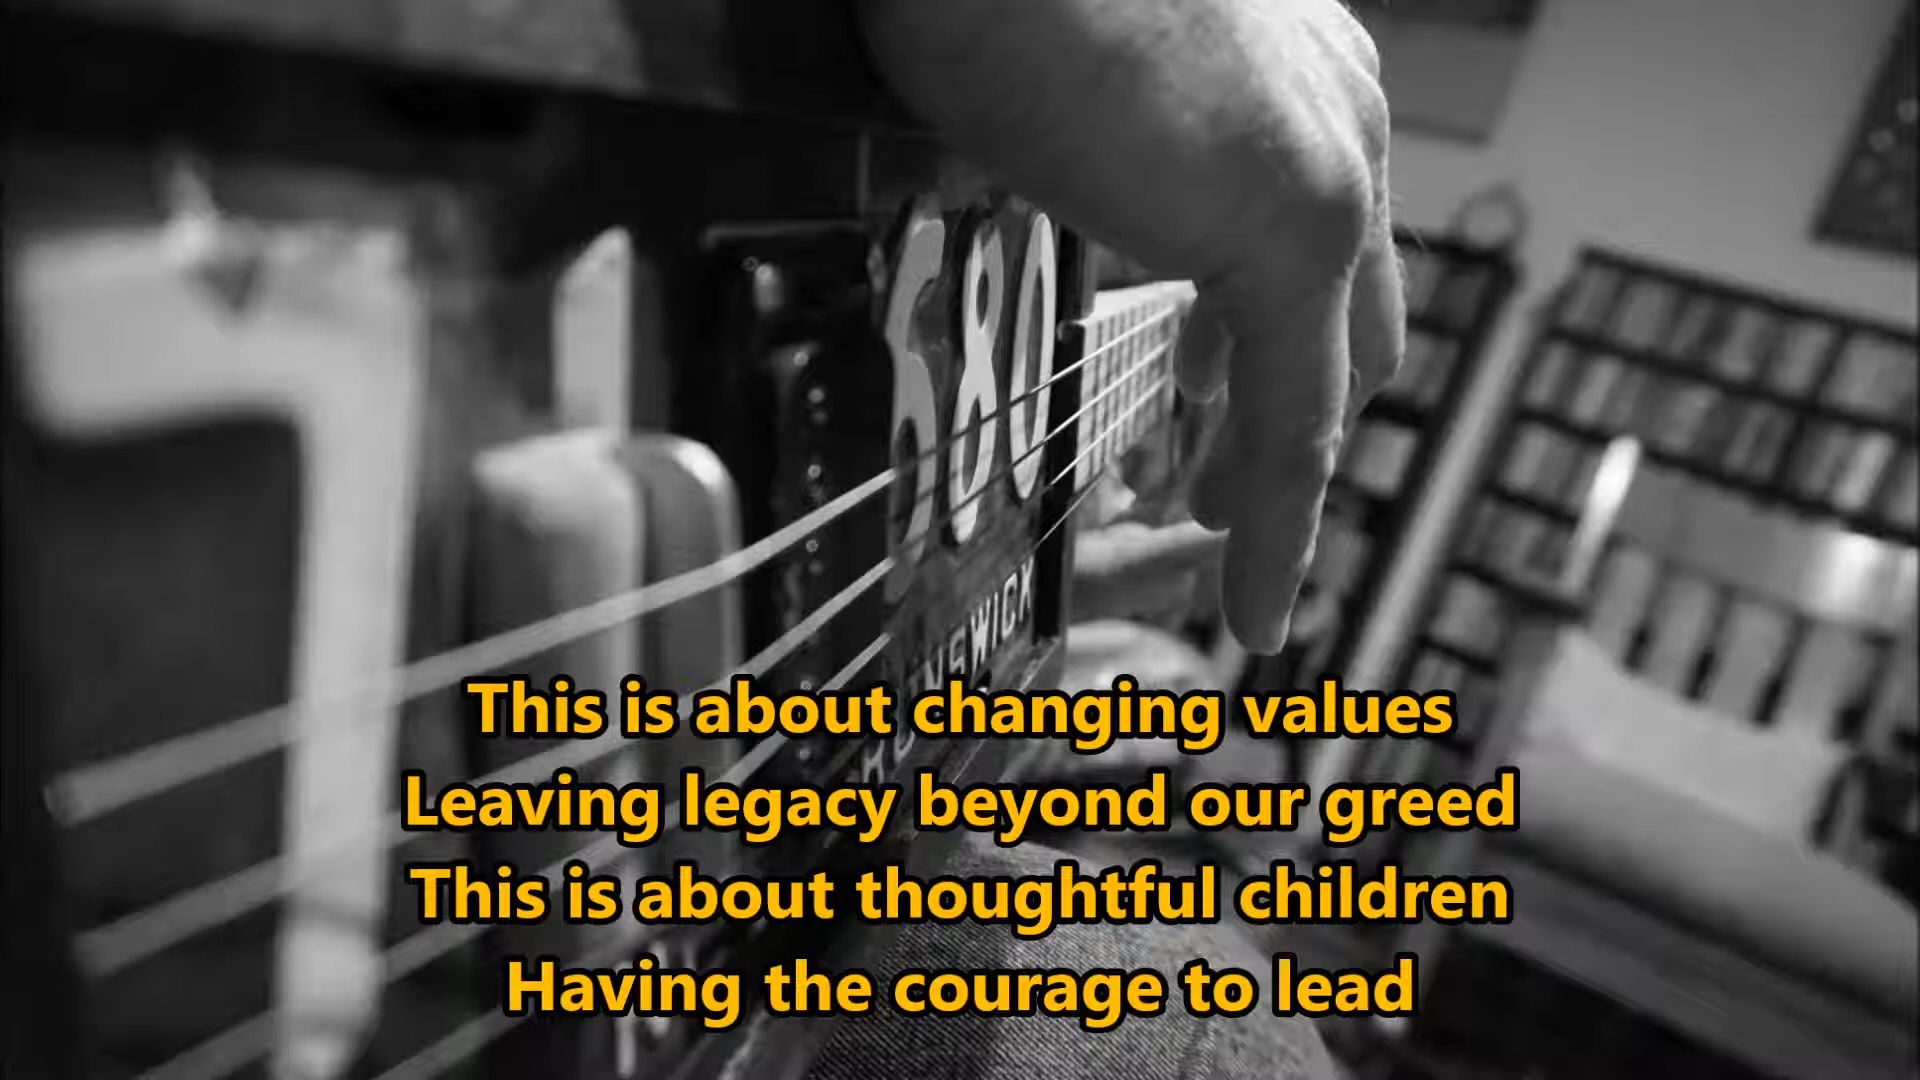 680
This is about changing values
Leaving legacy beyond our greed
This is about thoughtful children
Having the courage to lead